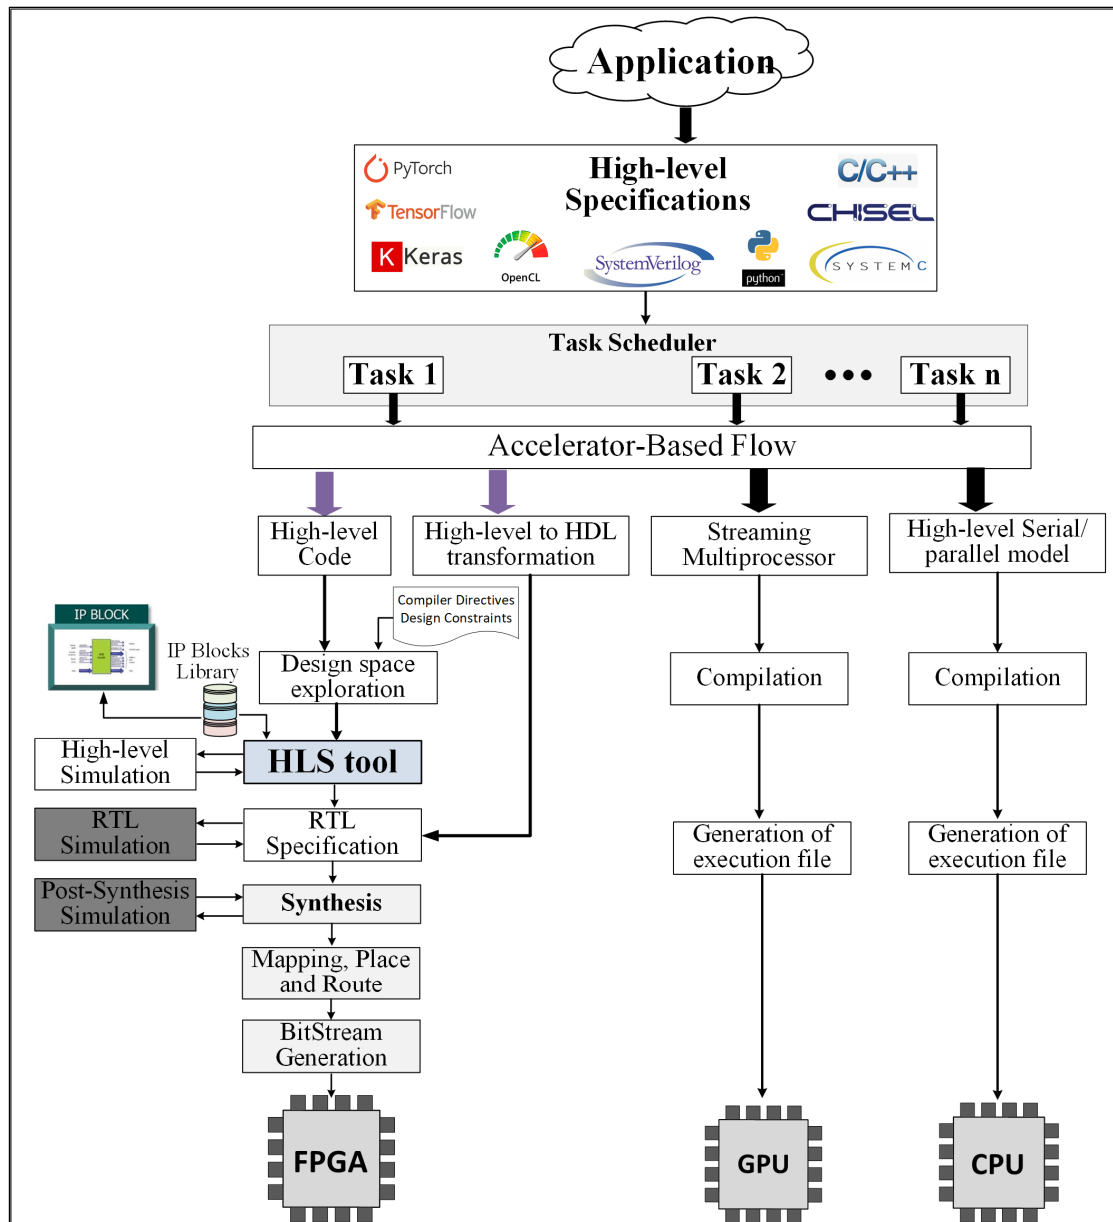 Application
High-level
Specifications
PyTorch
C/C++
TensorFlow
CHISEL
K Keras
OpenCL
SystemVerilog
python
SYSTEMC
Task Scheduler
Task 1
Task 2
Task n
Accelerator-Based Flow
High-level
Code
High-level to HDL
transformation
Streaming
Multiprocessor
High-level Serial/
parallel model
Compiler Directives
Design Constraints
IP BLOCK
IP Blocks
Library
Design space
exploration
Compilation
Compilation
High-level
Simulation
HLS tool
RTL
Simulation
RTL
Specification
Generation of
execution file
Generation of
execution file
Post-Synthesis
Simulation
Synthesis
Mapping, Place
and Route
BitStream
Generation
FPGA
GPU
CPU